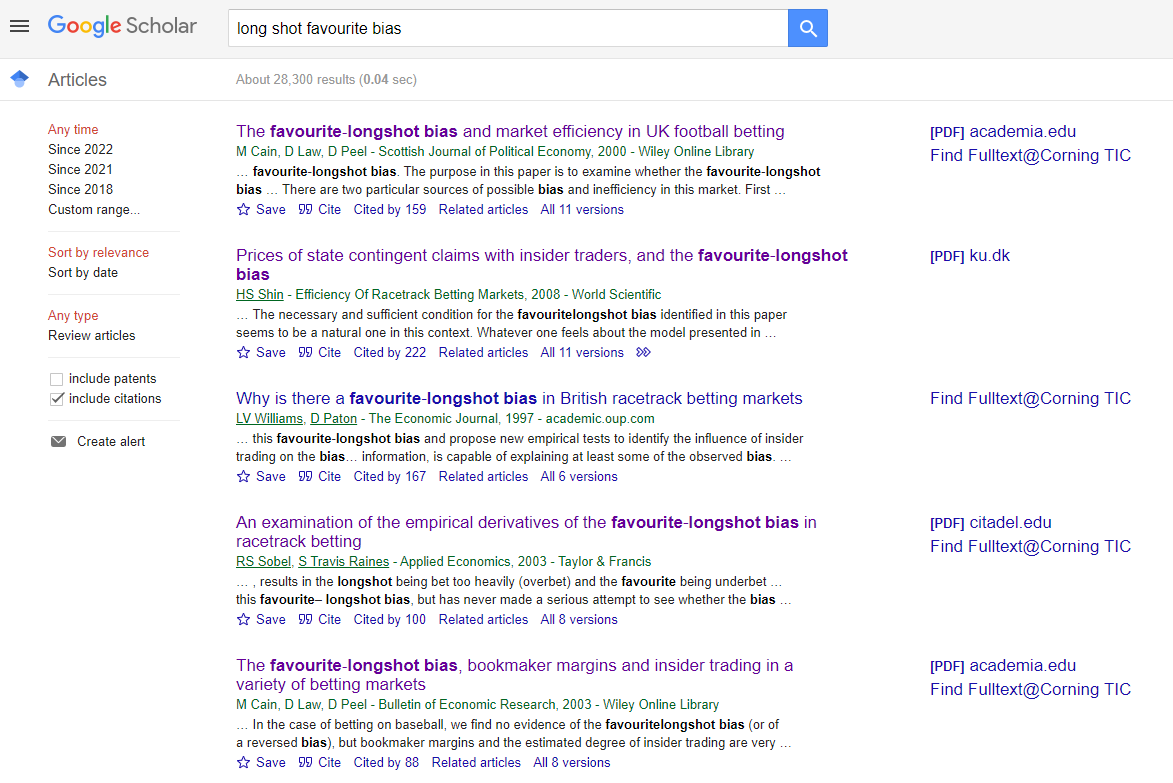 Google Scholar
long shot favourite bias
Articles
About 28,300 results (0.04 sec)
Any time
Since 2022
Since 2021
Since 2018
Custom range...
Sort by relevance
Sort by date
Any type
Review articles
include patents
include citations
Create alert
The favourite-longshot bias and market efficiency in UK football betting
M Cain, D Law, D Peel - Scottish Journal of Political Economy, 2000 - Wiley Online Library
… favourite-longshot bias. The purpose in this paper is to examine whether the favourite-longshot
bias … There are two particular sources of possible bias and inefficiency in this market. First …
Save Cite Cited by 159 Related articles All 11 versions
[PDF] academia.edu
Find Fulltext@Corning TIC
Prices of state contingent claims with insider traders, and the favourite-longshot
bias
HS Shin - Efficiency Of Racetrack Betting Markets, 2008 - World Scientific
… The necessary and sufficient condition for the favouritelongshot bias identified in this paper
seems to be a natural one in this context. Whatever one feels about the model presented in …
Save Cite Cited by 222 Related articles All 11 versions
[PDF] ku.dk
Why is there a favourite-longshot bias in British racetrack betting markets
LV Williams, D Paton - The Economic Journal, 1997 - academic.oup.com
… this favourite-longshot bias and propose new empirical tests to identify the influence of insider
trading on the bias… information, is capable of explaining at least some of the observed bias. …
Save Cite Cited by 167 Related articles All 6 versions
Find Fulltext@Corning TIC
An examination of the empirical derivatives of the favourite-longshot bias in
racetrack betting
RS Sobel, S Travis Raines - Applied Economics, 2003 - Taylor & Francis
… , results in the longshot being bet too heavily (overbet) and the favourite being underbet …
this favourite– longshot bias, but has never made a serious attempt to see whether the bias …
Save Cite Cited by 100 Related articles All 8 versions
[PDF] citadel.edu
Find Fulltext@Corning TIC
The favourite-longshot bias, bookmaker margins and insider trading in a
variety of betting markets
M Cain, D Law, D Peel - Bulletin of Economic Research, 2003 - Wiley Online Library
… In the case of betting on baseball, we find no evidence of the favouritelongshot bias (or of
a reversed bias), but bookmaker margins and the estimated degree of insider trading are very …
Save Cite Cited by 88 Related articles All 8 versions
[PDF] academia.edu
Find Fulltext@Corning TIC